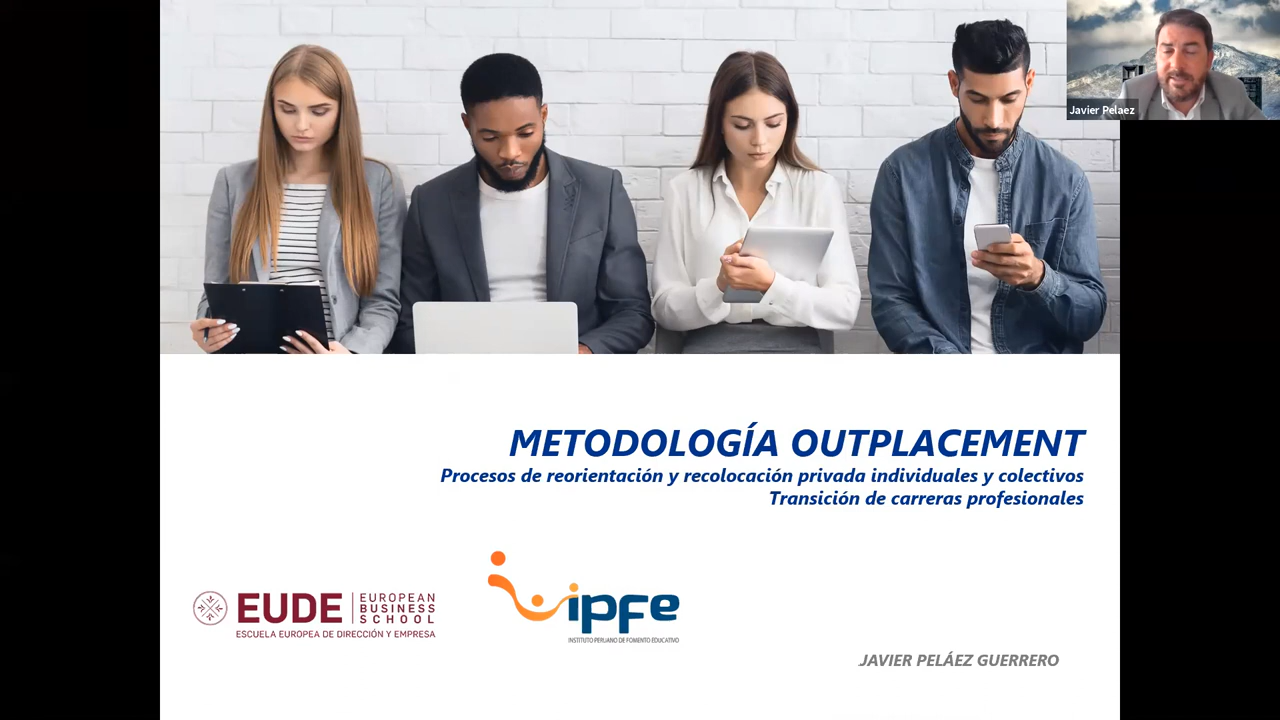 Javier Pelaez
METODOLOGÍA OUTPLACEMENT
Procesos de reorientación y recolocación privada individuales y colectivos
Transición de carreras profesionales
EUDE
EUROPEAN
BUSINESS
SCHOOL
ESCUELA EUROPEA DE DIRECCIÓN Y EMPRESA
ipfe
INSTITUTO PERUANO DE FOMENTO EDUCATIVO
JAVIER PELÁEZ GUERRERO